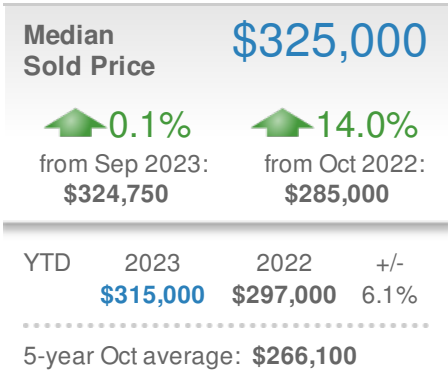 Median
Sold Price
$325,000
0.1%
14.0%
from Sep 2023:
from Oct 2022:
$324,750
$285,000
YTD 2023 2022 +/-
$315,000 $297,000 6.1%
5-year Oct average: $266,100